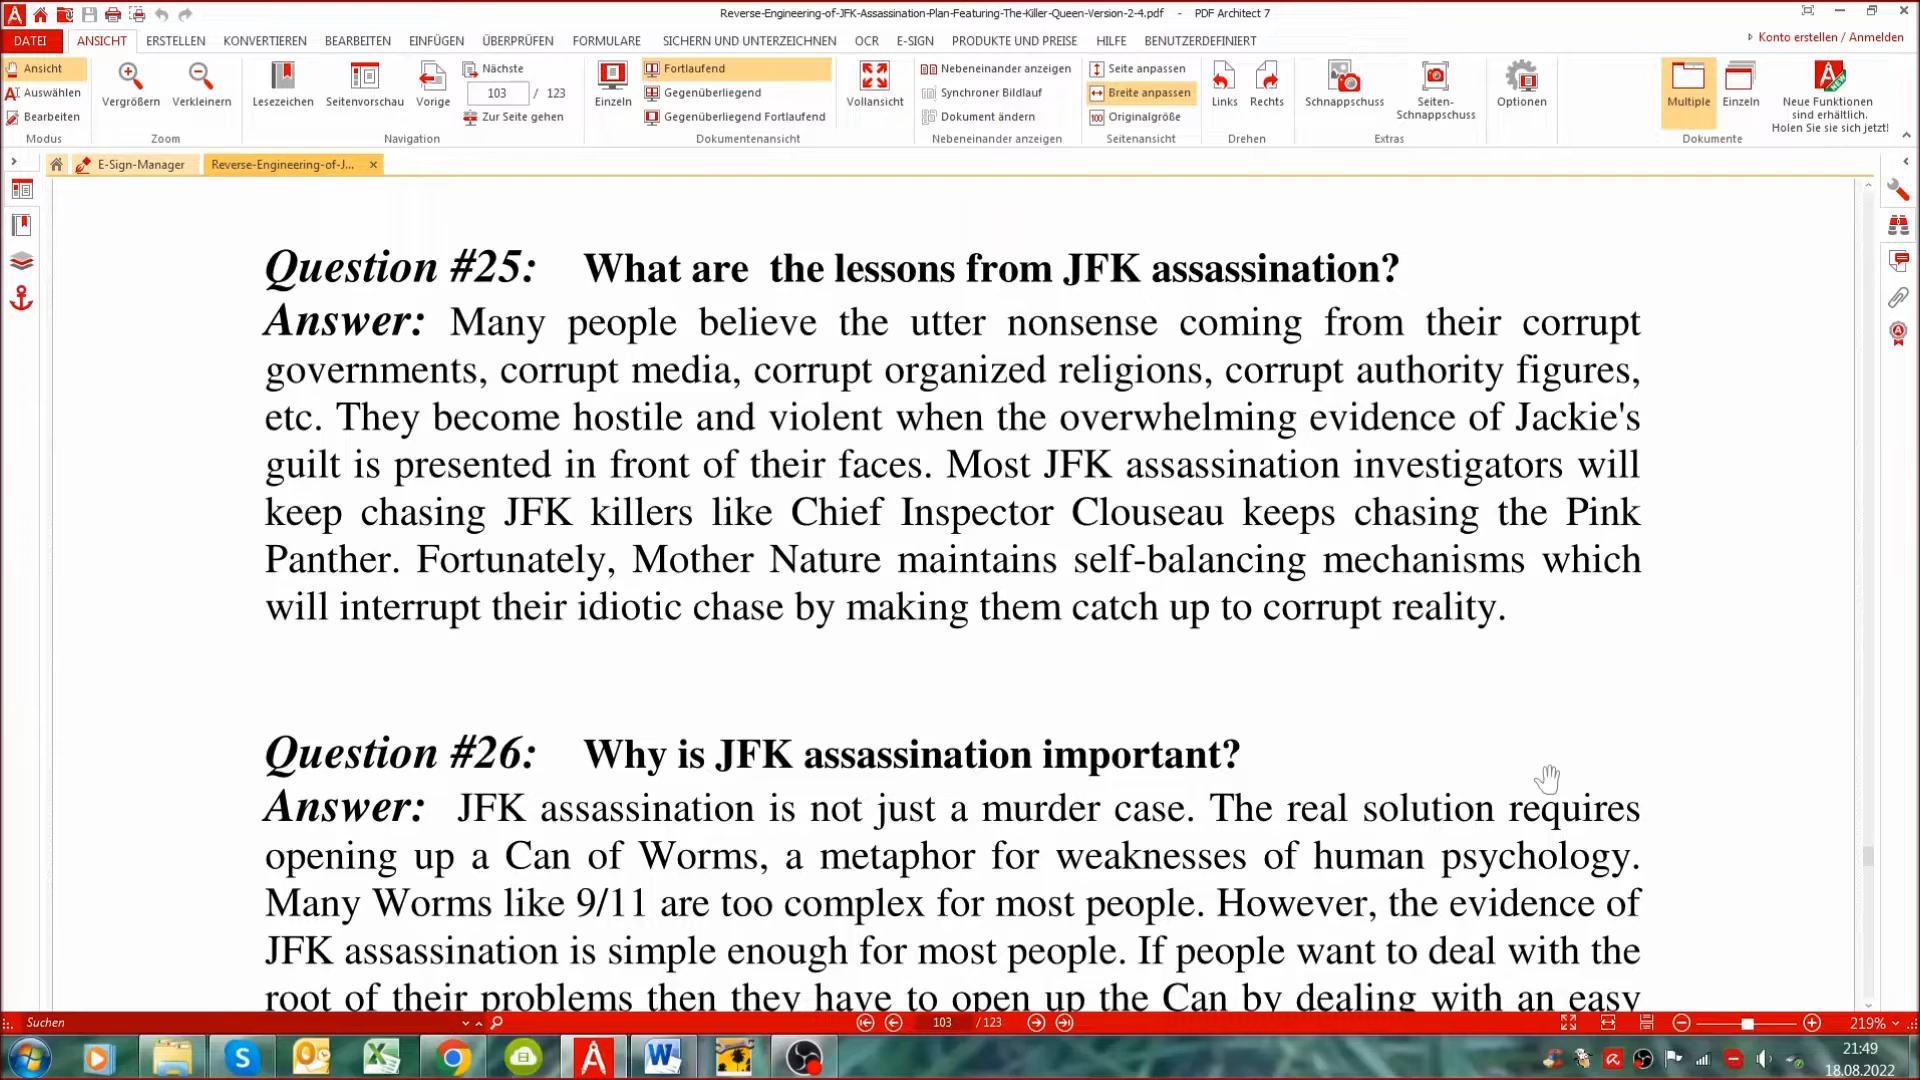 Reverse-Engineering-of-JFK-Assassination-Plan-Featuring-The-Killer-Queen-Version-2-4.pdf - PDF Architect 7
DATEI ANSICHT ERSTELLEN KONVERTIEREN BEARBEITEN EINFÜGEN ÜBERPRÜFEN FORMULARE SICHERN UND UNTERZEICHNEN OCR E-SIGN PRODUKTE UND PREISE HILFE BENUTZERDEFINIERT Konto erstellen / Anmelden
Ansicht
Auswählen
Bearbeiten
Modus
Vergrößern Verkleinern
Zoom
Lesezeichen Seitenvorschau Vorige
Nächste
103 / 123
Zur Seite gehen
Navigation
Einzeln
Fortlaufend
Gegenüberliegend
Gegenüberliegend Fortlaufend
Dokumentenansicht
Vollansicht
Nebeneinander anzeigen
Synchroner Bildlauf
Dokument ändern
Nebeneinander anzeigen
Seite anpassen
Breite anpassen
100 Originalgröße
Seitenansicht
Links Rechts
Drehen
Schnappschuss Seiten-
Schnappschuss
Extras
Optionen
Multiple Einzeln
Dokumente
NEW
Neue Funktionen
sind erhältlich.
Holen Sie sie sich jetzt!
E-Sign-Manager Reverse-Engineering-of-J... ×
Question #25: What are the lessons from JFK assassination?
Answer: Many people believe the utter nonsense coming from their corrupt
governments, corrupt media, corrupt organized religions, corrupt authority figures,
etc. They become hostile and violent when the overwhelming evidence of Jackie's
guilt is presented in front of their faces. Most JFK assassination investigators will
keep chasing JFK killers like Chief Inspector Clouseau keeps chasing the Pink
Panther. Fortunately, Mother Nature maintains self-balancing mechanisms which
will interrupt their idiotic chase by making them catch up to corrupt reality.
Question #26: Why is JFK assassination important?
Answer: JFK assassination is not just a murder case. The real solution requires
opening up a Can of Worms, a metaphor for weaknesses of human psychology.
Many Worms like 9/11 are too complex for most people. However, the evidence of
JFK assassination is simple enough for most people. If people want to deal with the
root of their problems then they have to open up the Can by dealing with an easy
Suchen 103 / 123 219%
21:49
18.08.2022